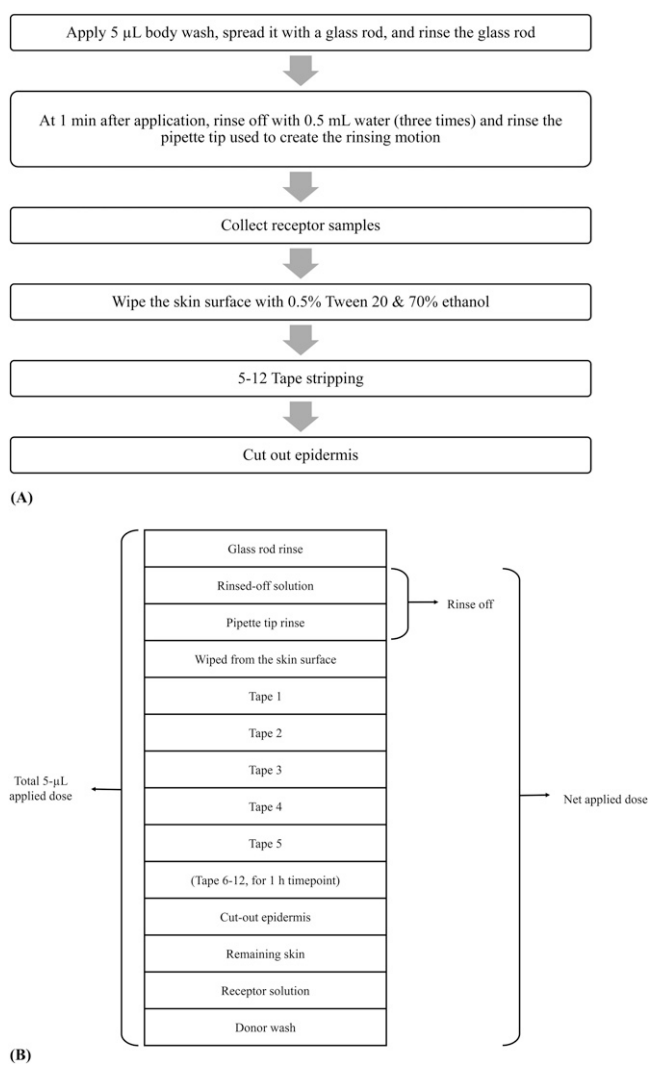 Apply 5 µL body wash, spread it with a glass rod, and rinse the glass rod
At 1 min after application, rinse off with 0.5 mL water (three times) and rinse the
pipette tip used to create the rinsing motion
Collect receptor samples
Wipe the skin surface with 0.5% Tween 20 & 70% ethanol
5-12 Tape stripping
Cut out epidermis
(A)
Glass rod rinse
Rinsed-off solution
Pipette tip rinse
Rinse off
Wiped from the skin surface
Tape 1
Tape 2
Tape 3
Total 5-µL
applied dose
Net applied dose
Tape 4
Tape 5
(Tape 6-12, for 1 h timepoint)
Cut-out epidermis
Remaining skin
Receptor solution
Donor wash
(B)